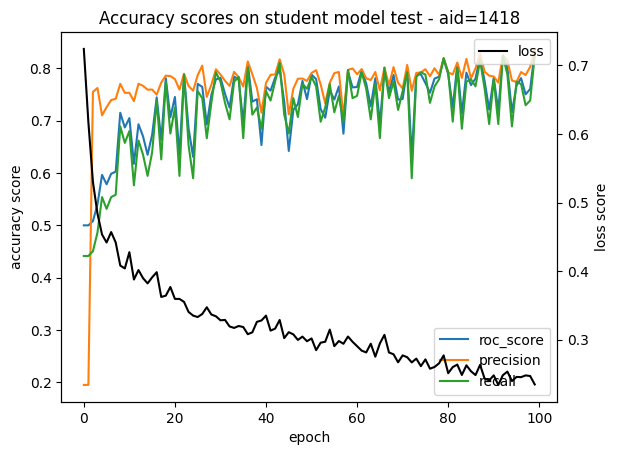 Accuracy scores on student model test - aid=1418
loss
accuracy score
0.8
0.7
0.6
0.5
0.4
0.3
0.2
0.7
0.6
0.5
0.4
0.3
loss score
roc_score
precision
recall
0
20
40
60
80
100
epoch